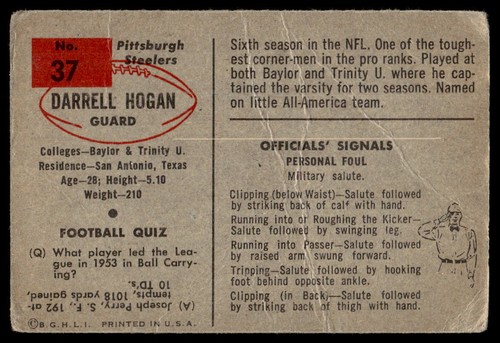 No.
37
Pittsburgh
Steelers
DARRELL HOGAN
GUARD
Colleges—Baylor & Trinity U.
Residence—San Antonio, Texas
Age—28; Height—5.10
Weight—210
FOOTBALL QUIZ
(Q) What player led the Lea-
gue in 1953 in Ball Carry-
ing?
(A) Joseph Perry, S. F., 192 at-
tempts, 1018 yards gained,
10 TD's.
©B.G.H.L.I. PRINTED IN U.S.A.
Sixth season in the NFL. One of the tough-
est corner-men in the pro ranks. Played at
both Baylor and Trinity U. where he cap-
tained the varsity for two seasons. Named
on little All-America team.
OFFICIALS' SIGNALS
PERSONAL FOUL
Military salute.
Clipping (below Waist)—Salute followed
by striking back of calf with hand.
Running into or Roughing the Kicker—
Salute followed by swinging leg.
Running into Passer—Salute followed
by raised arm swung forward.
Tripping—Salute followed by hooking
foot behind opposite ankle.
Clipping (in Back)—Salute followed
by striking back of thigh with hand.